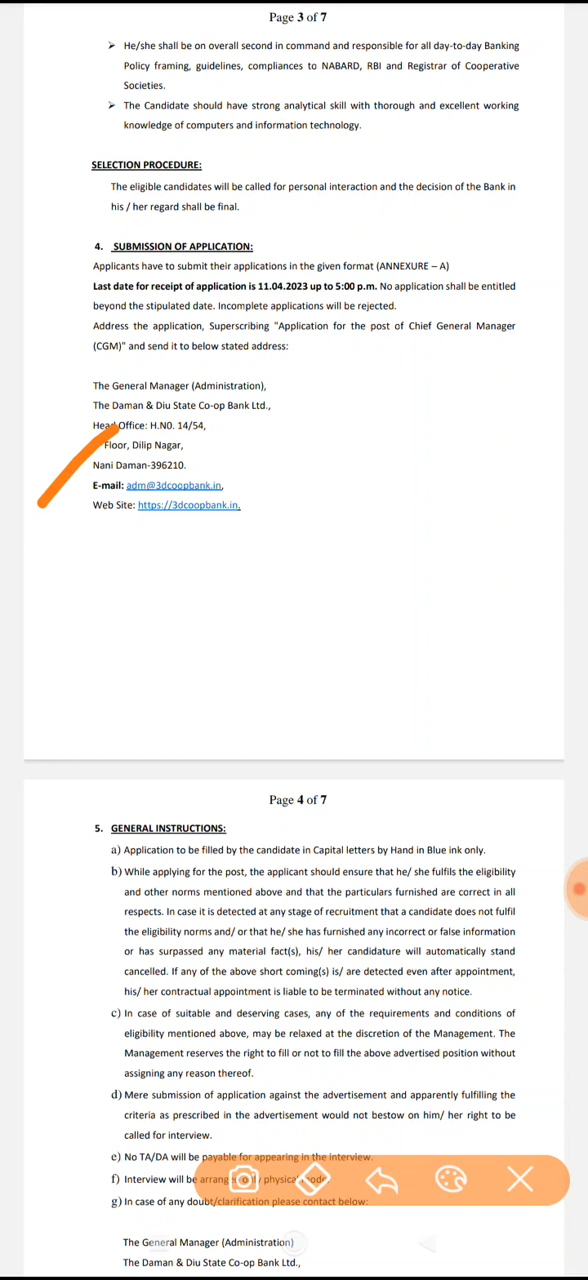 Page 3 of 7
➢ He/she shall be on overall second in command and responsible for all day-to-day Banking
Policy framing, guidelines, compliances to NABARD, RBI and Registrar of Cooperative
Societies.
➢ The Candidate should have strong analytical skill with thorough and excellent working
knowledge of computers and information technology.
SELECTION PROCEDURE:
The eligible candidates will be called for personal interaction and the decision of the Bank in
his / her regard shall be final.
4. SUBMISSION OF APPLICATION:
Applicants have to submit their applications in the given format (ANNEXURE – A)
Last date for receipt of application is 11.04.2023 up to 5:00 p.m. No application shall be entitled
beyond the stipulated date. Incomplete applications will be rejected.
Address the application, Superscribing "Application for the post of Chief General Manager
(CGM)" and send it to below stated address:
The General Manager (Administration),
The Daman & Diu State Co-op Bank Ltd.,
Head Office: H.N0. 14/54,
Floor, Dilip Nagar,
Nani Daman-396210.
E-mail: adm@3dcoopbank.in,
Web Site: https://3dcoopbank.in,
Page 4 of 7
5. GENERAL INSTRUCTIONS:
a) Application to be filled by the candidate in Capital letters by Hand in Blue ink only.
b) While applying for the post, the applicant should ensure that he/ she fulfils the eligibility
and other norms mentioned above and that the particulars furnished are correct in all
respects. In case it is detected at any stage of recruitment that a candidate does not fulfil
the eligibility norms and/ or that he/ she has furnished any incorrect or false information
or has surpassed any material fact(s), his/ her candidature will automatically stand
cancelled. If any of the above short coming(s) is/ are detected even after appointment,
his/ her contractual appointment is liable to be terminated without any notice.
c) In case of suitable and deserving cases, any of the requirements and conditions of
eligibility mentioned above, may be relaxed at the discretion of the Management. The
Management reserves the right to fill or not to fill the above advertised position without
assigning any reason thereof.
d) Mere submission of application against the advertisement and apparently fulfilling the
criteria as prescribed in the advertisement would not bestow on him/ her right to be
called for interview.
e) No TA/DA will be payable for appearing in the interview.
f) Interview will be only physical
g) In case of any doubt/clarification please contact below:
The General Manager (Administration)
The Daman & Diu State Co-op Bank Ltd.,